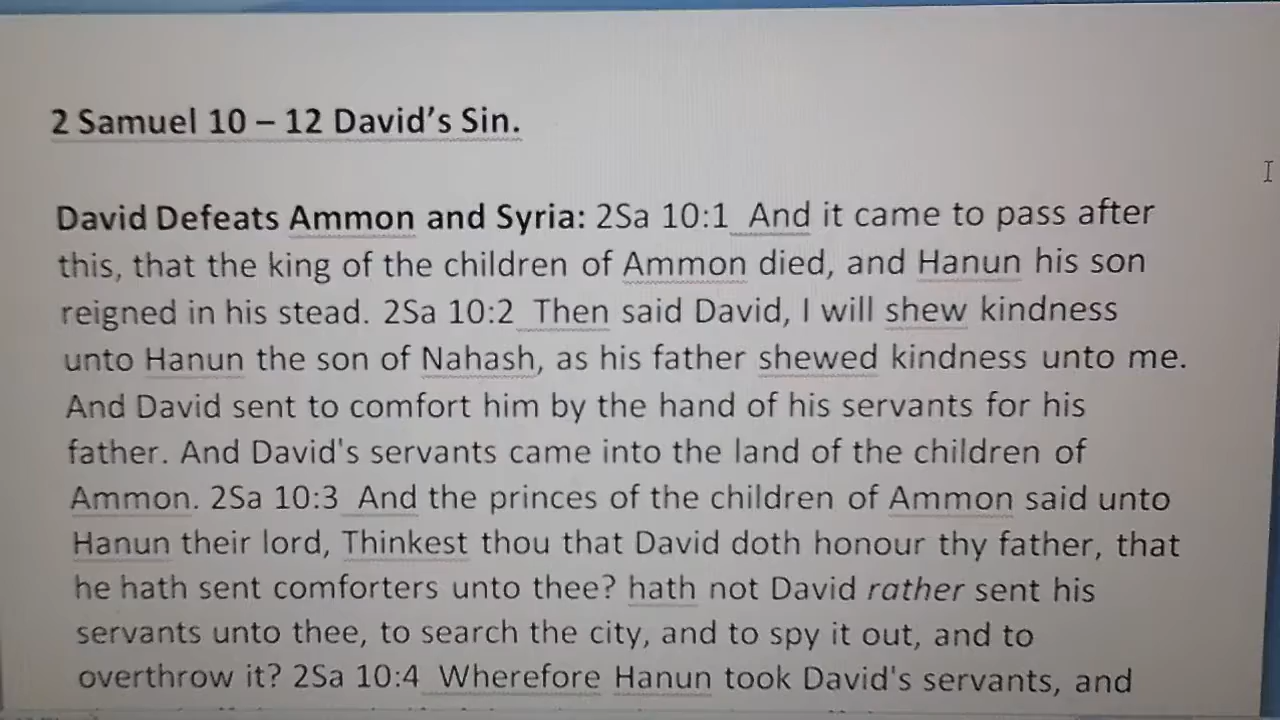 2 Samuel 10 – 12 David's Sin.
David Defeats Ammon and Syria: 2Sa 10:1 And it came to pass after
this, that the king of the children of Ammon died, and Hanun his son
reigned in his stead. 2Sa 10:2 Then said David, I will shew kindness
unto Hanun the son of Nahash, as his father shewed kindness unto me.
And David sent to comfort him by the hand of his servants for his
father. And David's servants came into the land of the children of
Ammon. 2Sa 10:3 And the princes of the children of Ammon said unto
Hanun their lord, Thinkest thou that David doth honour thy father, that
he hath sent comforters unto thee? hath not David rather sent his
servants unto thee, to search the city, and to spy it out, and to
overthrow it? 2Sa 10:4 Wherefore Hanun took David's servants, and